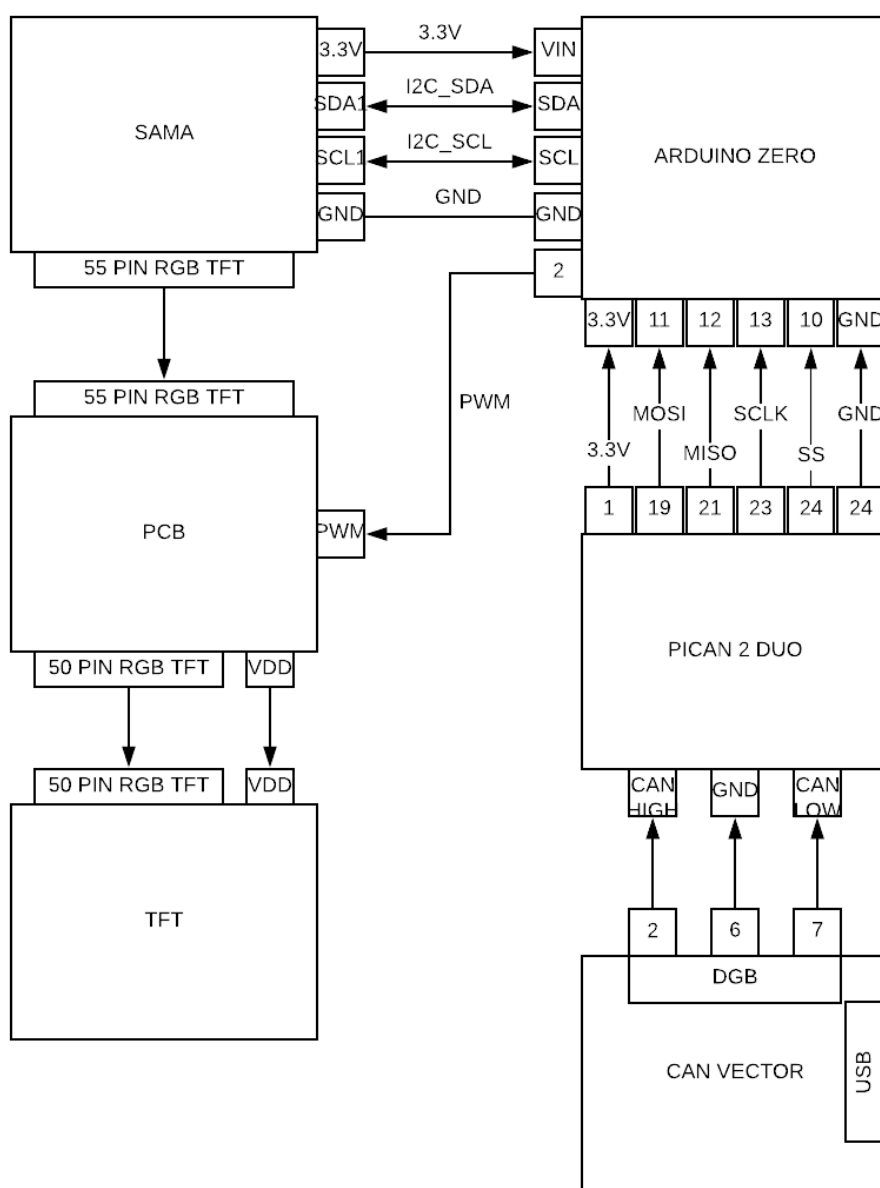 3.3V
3.3V
VIN
SAMA
SDA1
I2C_SDA
SDA
ARDUINO ZERO
SCL1
I2C_SCL
SCL
GND
GND
GND
55 PIN RGB TFT
2
3.3V
11
12
13
10
GND
55 PIN RGB TFT
PWM
MOSI
SCLK
GND
3.3V
MISO
SS
1
19
21
23
24
24
PCB
PWM
PICAN 2 DUO
50 PIN RGB TFT
VDD
50 PIN RGB TFT
VDD
CAN
HIGH
GND
CAN
LOW
TFT
2
6
7
DGB
CAN VECTOR
USB